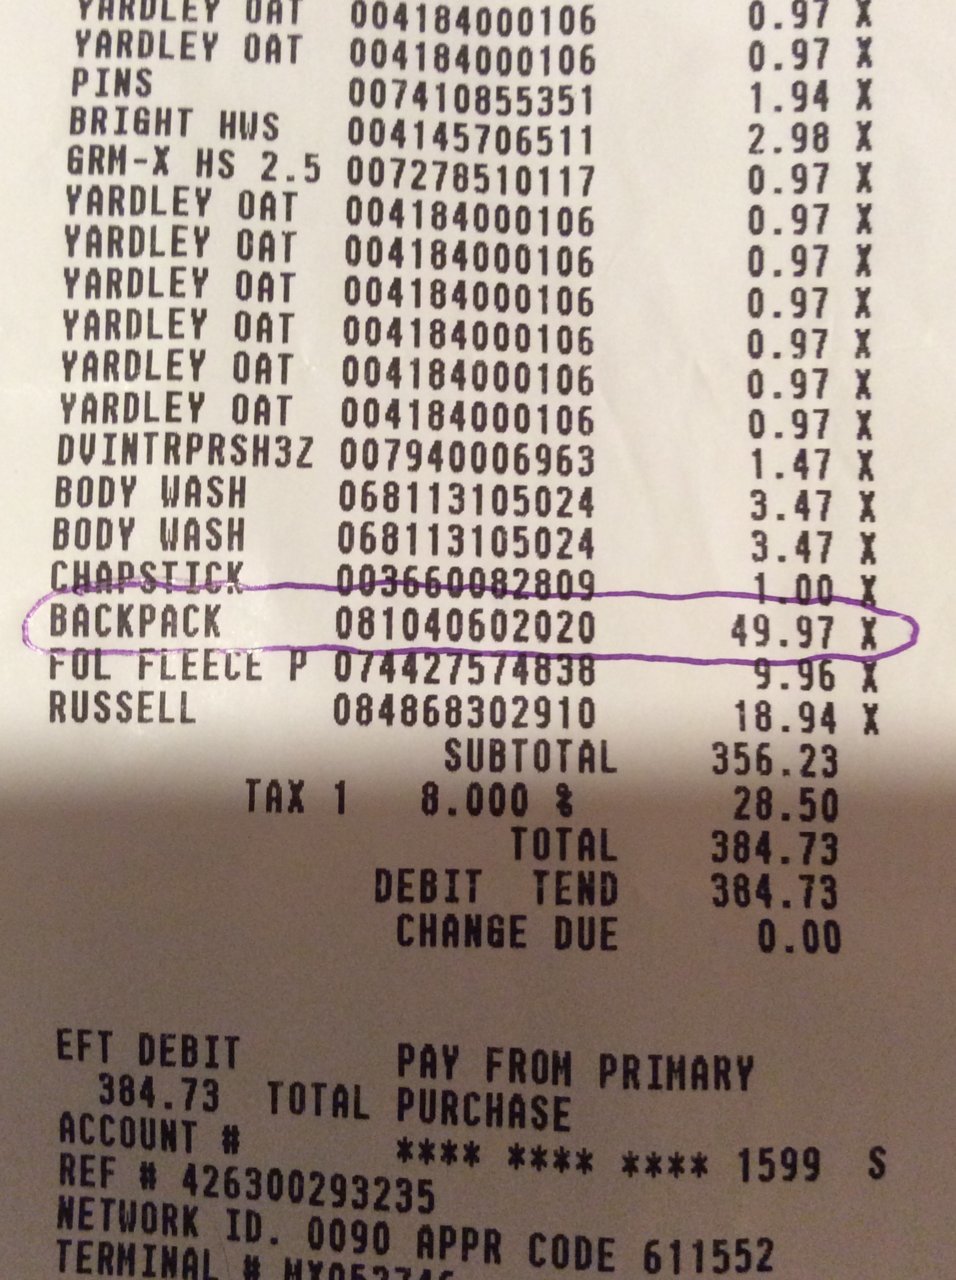 YARDLEY OAT 004184000106 0.97 X
YARDLEY OAT 004184000106 0.97 X
PINS 007410855351 1.94 X
BRIGHT HWS 004145706511 2.98 X
GRM-X HS 2.5 007278510117 0.97 X
YARDLEY OAT 004184000106 0.97 X
YARDLEY OAT 004184000106 0.97 X
YARDLEY OAT 004184000106 0.97 X
YARDLEY OAT 004184000106 0.97 X
YARDLEY OAT 004184000106 0.97 X
YARDLEY OAT 004184000106 0.97 X
DVINTRPRSH3Z 007940006963 1.47 X
BODY WASH 068113105024 3.47 X
BODY WASH 068113105024 3.47 X
CHAPSTICK 003660082809 1.00 X
BACKPACK 081040602020 49.97 X
FOL FLEECE P 074427574838 9.96 X
RUSSELL 084868302910 18.94 X
SUBTOTAL 356.23
TAX 1 8.000 % 28.50
TOTAL 384.73
DEBIT TEND 384.73
CHANGE DUE 0.00
EFT DEBIT PAY FROM PRIMARY
384.73 TOTAL PURCHASE
ACCOUNT # **** **** **** 1599 S
REF # 426300293235
NETWORK ID. 0090 APPR CODE 611552
TERMINAL #